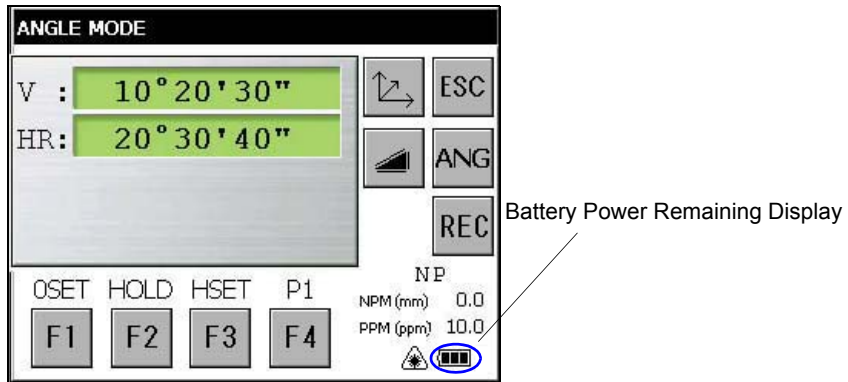 ANGLE MODE
V : 10°20'30"
HR: 20°30'40"
ESC
ANG
REC
Battery Power Remaining Display
0SET HOLD HSET P1
F1 F2 F3 F4
NP
NPM (mm) 0.0
PPM (ppm) 10.0